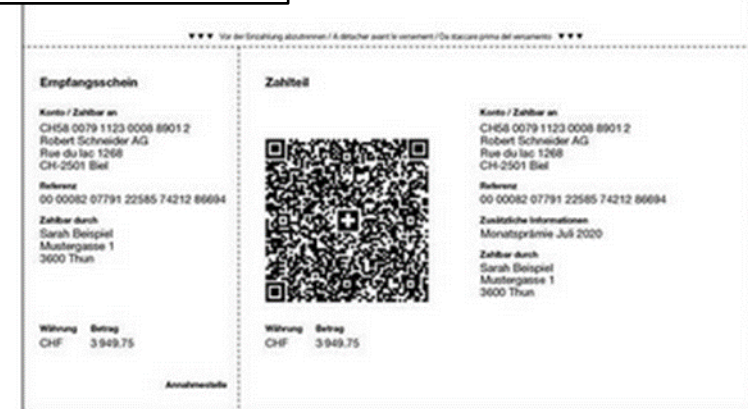 ▼ ▼ ▼ Vor der Einzahlung abzutrennen / A détacher avant le versement / Da staccare prima del versamento ▼ ▼ ▼
Empfangsschein
Konto / Zahlbar an
CH58 0079 1123 0008 8901 2
Robert Schneider AG
Rue du lac 1268
CH-2501 Biel
Referenz
00 00082 07791 22585 74212 86694
Zahlbar durch
Sarah Beispiel
Mustergasse 1
3600 Thun
Währung Betrag
CHF 3 949.75
Annahmestelle
Zahlteil
Währung Betrag
CHF 3 949.75
Konto / Zahlbar an
CH58 0079 1123 0008 8901 2
Robert Schneider AG
Rue du lac 1268
CH-2501 Biel
Referenz
00 00082 07791 22585 74212 86694
Zusätzliche Informationen
Monatsprämie Juli 2020
Zahlbar durch
Sarah Beispiel
Mustergasse 1
3600 Thun